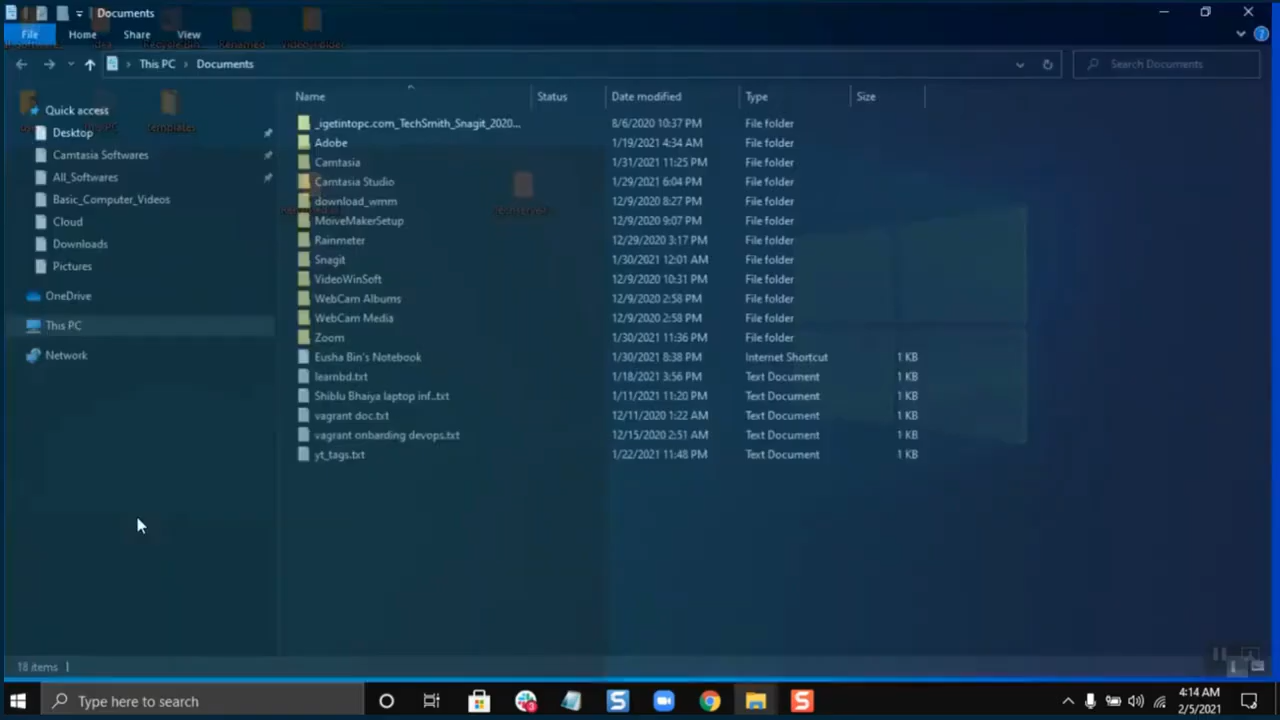 Documents
File Home Share View
Renamed
This PC Documents Search Documents
Name Status Date modified Type Size
Quick access
Desktop
Camtasia Softwares
All_Softwares
Basic_Computer_Videos
Cloud
Downloads
Pictures
OneDrive
This PC
Network
templates
_igetintopc.com_TechSmith_Snagit_2020... 8/6/2020 10:37 PM File folder
Adobe 1/19/2021 4:34 AM File folder
Camtasia 1/31/2021 11:25 PM File folder
Camtasia Studio 1/29/2021 6:04 PM File folder
download_wmm 12/9/2020 8:27 PM File folder
MoiveMakerSetup 12/9/2020 9:07 PM File folder
Rainmeter 12/29/2020 3:17 PM File folder
Snagit 1/30/2021 12:01 AM File folder
VideoWinSoft 12/9/2020 10:31 PM File folder
WebCam Albums 12/9/2020 2:58 PM File folder
WebCam Media 12/9/2020 2:58 PM File folder
Zoom 1/30/2021 11:36 PM File folder
Eusha Bin's Notebook 1/30/2021 8:38 PM Internet Shortcut 1 KB
learnbd.txt 1/18/2021 3:56 PM Text Document 1 KB
Shiblu Bhaiya laptop inf..txt 1/11/2021 11:20 PM Text Document 1 KB
vagrant doc.txt 12/11/2020 1:22 AM Text Document 1 KB
vagrant onbarding devops.txt 12/15/2020 2:51 AM Text Document 1 KB
yt_tags.txt 1/22/2021 11:48 PM Text Document 1 KB
18 items
Type here to search
4:14 AM
2/5/2021